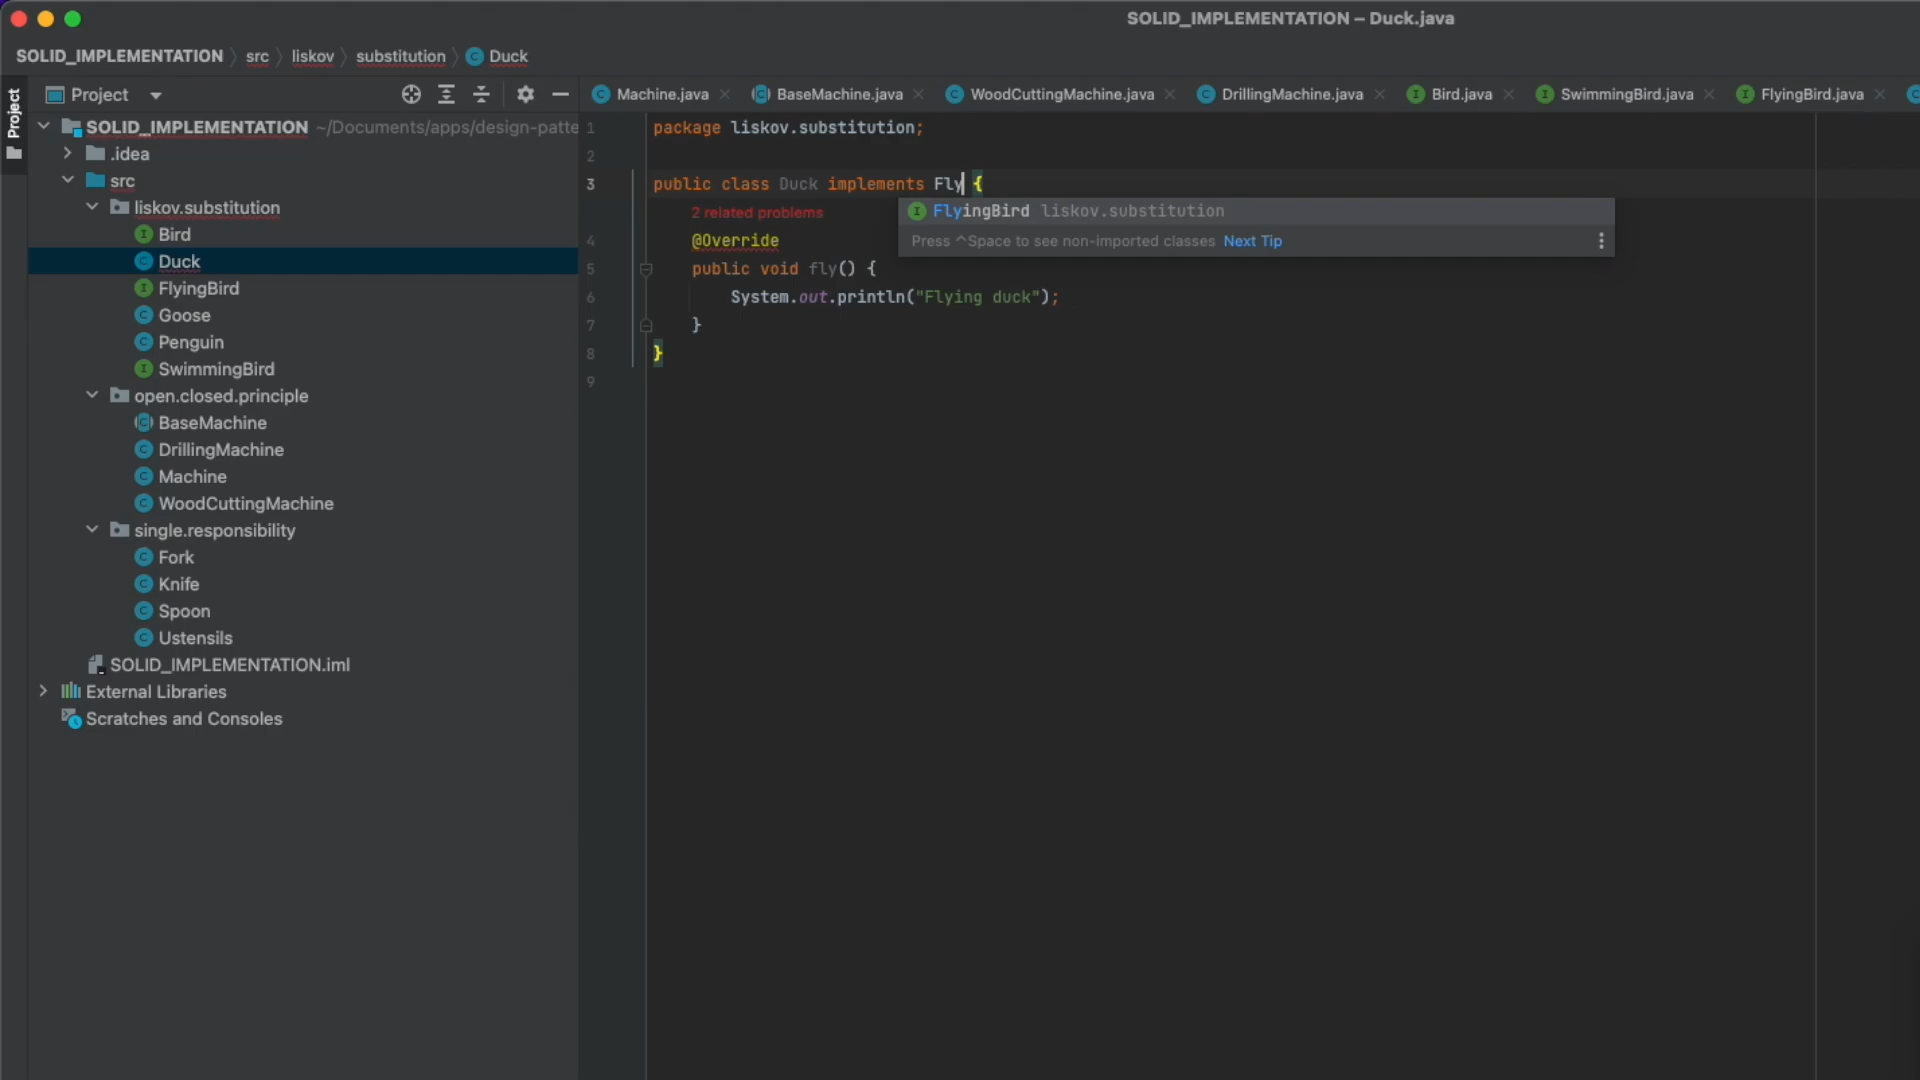 SOLID_IMPLEMENTATION – Duck.java
SOLID_IMPLEMENTATION src liskov substitution Duck
Project
Project
Machine.java BaseMachine.java WoodCuttingMachine.java DrillingMachine.java Bird.java SwimmingBird.java FlyingBird.java
SOLID_IMPLEMENTATION ~/Documents/apps/design-patte
.idea
src
liskov.substitution
Bird
Duck
FlyingBird
Goose
Penguin
SwimmingBird
open.closed.principle
BaseMachine
DrillingMachine
Machine
WoodCuttingMachine
single.responsibility
Fork
Knife
Spoon
Ustensils
SOLID_IMPLEMENTATION.iml
External Libraries
Scratches and Consoles
1 package liskov.substitution;
2
3 public class Duck implements Fly {
2 related problems
FlyingBird liskov.substitution
Press ^Space to see non-imported classes Next Tip
4 @Override
5 public void fly() {
6 System.out.println("Flying duck");
7 }
8 }
9